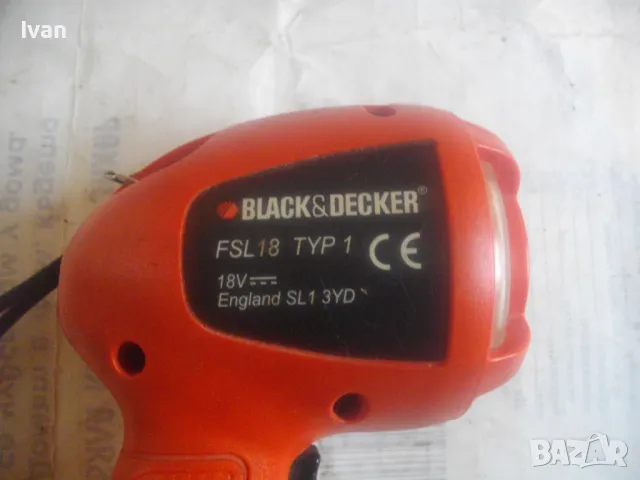 Ivan
BLACK&DECKER®
FSL18 TYP 1 CE
18V⎓
England SL1 3YD
BAZAR